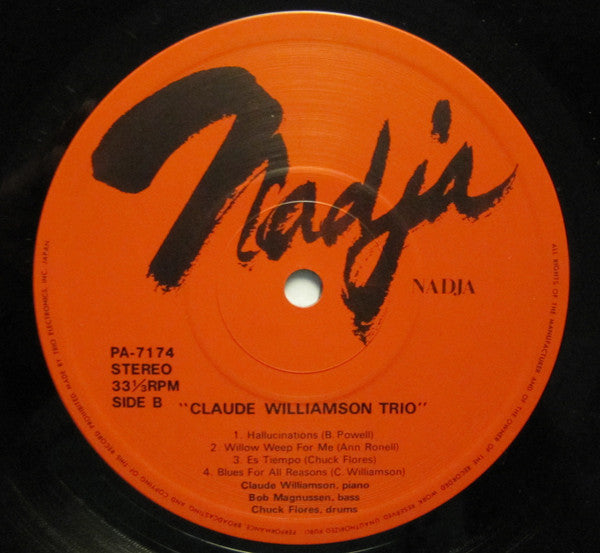 Nadja
NADJA
PA-7174
STEREO
33⅓RPM
SIDE B
"CLAUDE WILLIAMSON TRIO"
1. Hallucinations (B. Powell)
2. Willow Weep For Me (Ann Ronell)
3. Es Tiempo (Chuck Flores)
4. Blues For All Reasons (C. Williamson)
Claude Williamson, piano
Bob Magnussen, bass
Chuck Flores, drums
ALL RIGHTS OF THE MANUFACTURER AND OF THE OWNER OF THE RECORDED WORK RESERVED UNAUTHORIZED PUBLIC PERFORMANCE BROADCASTING AND COPYING OF THIS RECORD PROHIBITED. MADE BY TRIO ELECTRONICS, INC. JAPAN